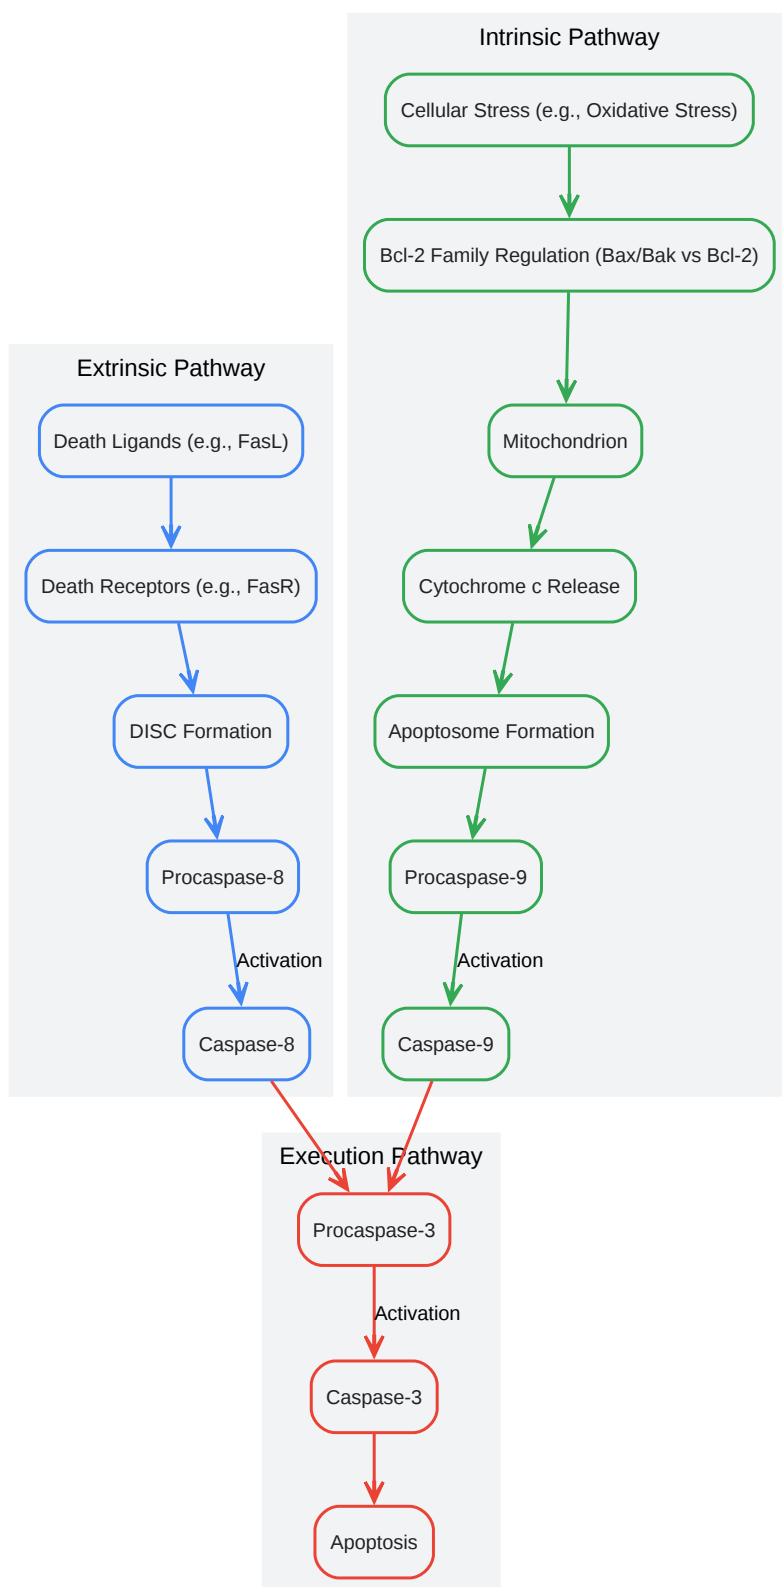 Intrinsic Pathway
Cellular Stress (e.g., Oxidative Stress)
Bcl-2 Family Regulation (Bax/Bak vs Bcl-2)
Mitochondrion
Cytochrome c Release
Apoptosome Formation
Procaspase-9
Activation
Caspase-9
Extrinsic Pathway
Death Ligands (e.g., FasL)
Death Receptors (e.g., FasR)
DISC Formation
Procaspase-8
Activation
Caspase-8
Execution Pathway
Procaspase-3
Activation
Caspase-3
Apoptosis